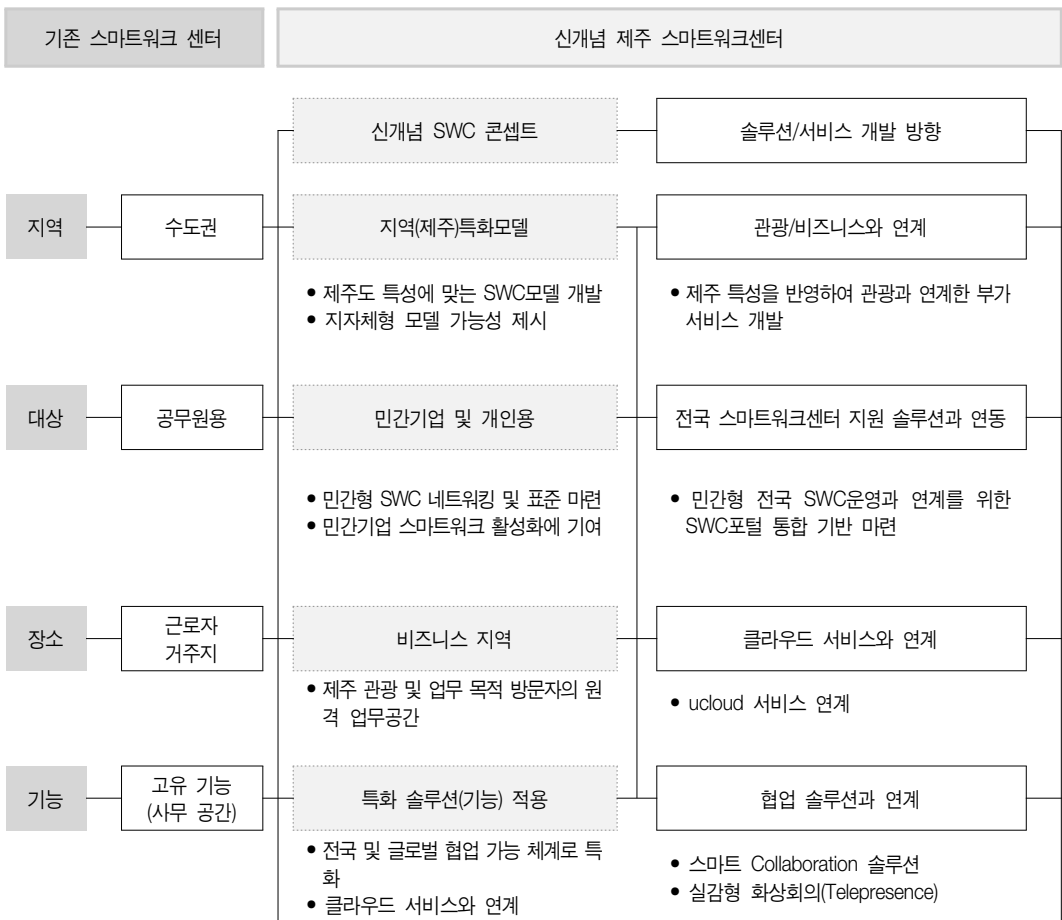 기존 스마트워크 센터
신개념 제주 스마트워크센터
신개념 SWC 콘셉트
솔루션/서비스 개발 방향
지역
수도권
지역(제주)특화모델
관광/비즈니스와 연계
• 제주도 특성에 맞는 SWC모델 개발
• 지자체형 모델 가능성 제시
• 제주 특성을 반영하여 관광과 연계한 부가
서비스 개발
대상
공무원용
민간기업 및 개인용
전국 스마트워크센터 지원 솔루션과 연동
• 민간형 SWC 네트워킹 및 표준 마련
• 민간기업 스마트워크 활성화에 기여
• 민간형 전국 SWC운영과 연계를 위한
SWC포털 통합 기반 마련
장소
근로자
거주지
비즈니스 지역
클라우드 서비스와 연계
• 제주 관광 및 업무 목적 방문자의 원
격 업무공간
• ucloud 서비스 연계
기능
고유 기능
(사무 공간)
특화 솔루션(기능) 적용
협업 솔루션과 연계
• 전국 및 글로벌 협업 가능 체계로 특
화
• 클라우드 서비스와 연계
• 스마트 Collaboration 솔루션
• 실감형 화상회의(Telepresence)